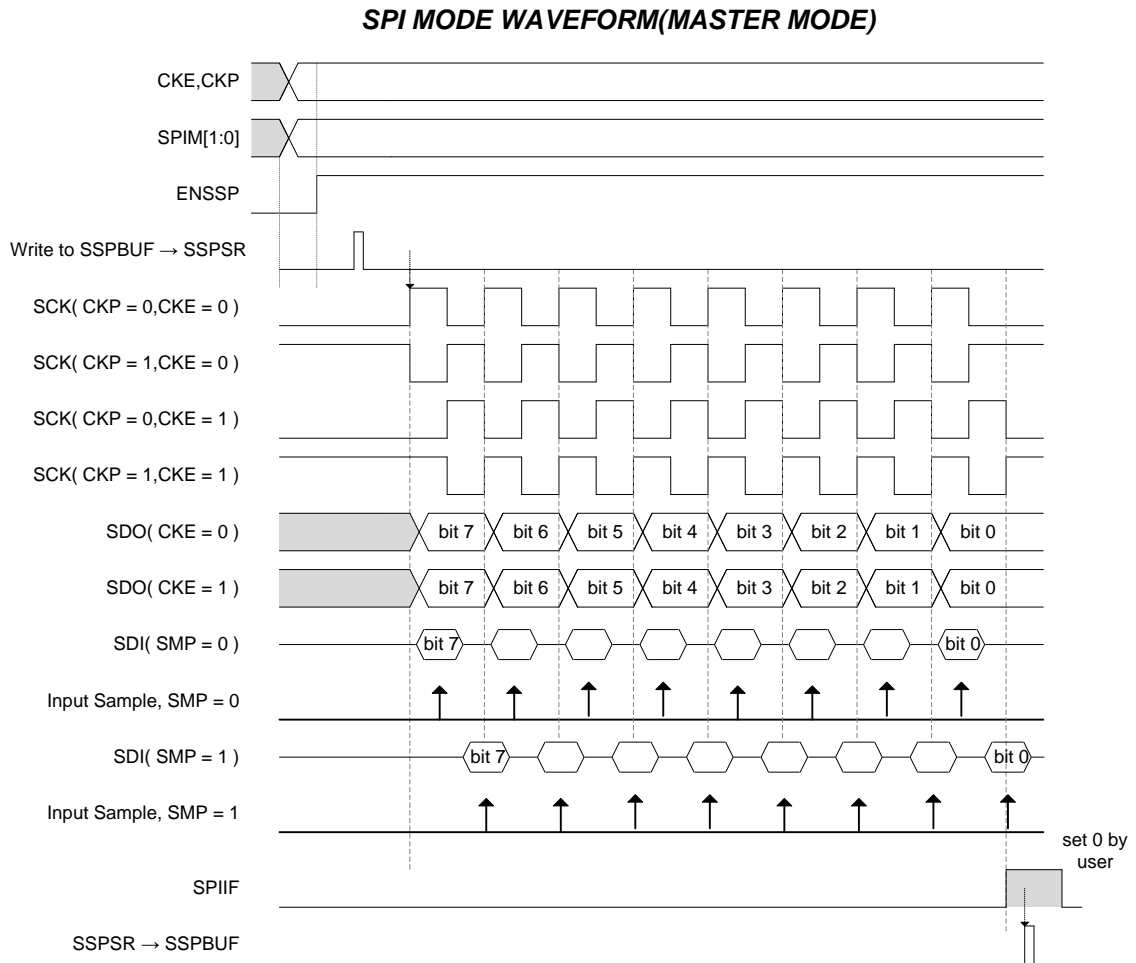 SPI MODE WAVEFORM(MASTER MODE)
CKE,CKP
SPIM[1:0]
ENSSP
Write to SSPBUF → SSPSR
SCK( CKP = 0,CKE = 0 )
SCK( CKP = 1,CKE = 0 )
SCK( CKP = 0,CKE = 1 )
SCK( CKP = 1,CKE = 1 )
SDO( CKE = 0) bit 7 bit 6 bit 5 bit 4 bit 3 bit 2 bit 1 bit 0
SDO( CKE = 1) bit 7 bit 6 bit 5 bit 4 bit 3 bit 2 bit 1 bit 0
SDI( SMP = 0) bit 7 bit 0
Input Sample, SMP = 0
SDI( SMP = 1) bit 7 bit 0
Input Sample, SMP = 1
set 0 by
user
SPIIF
SSPSR → SSPBUF